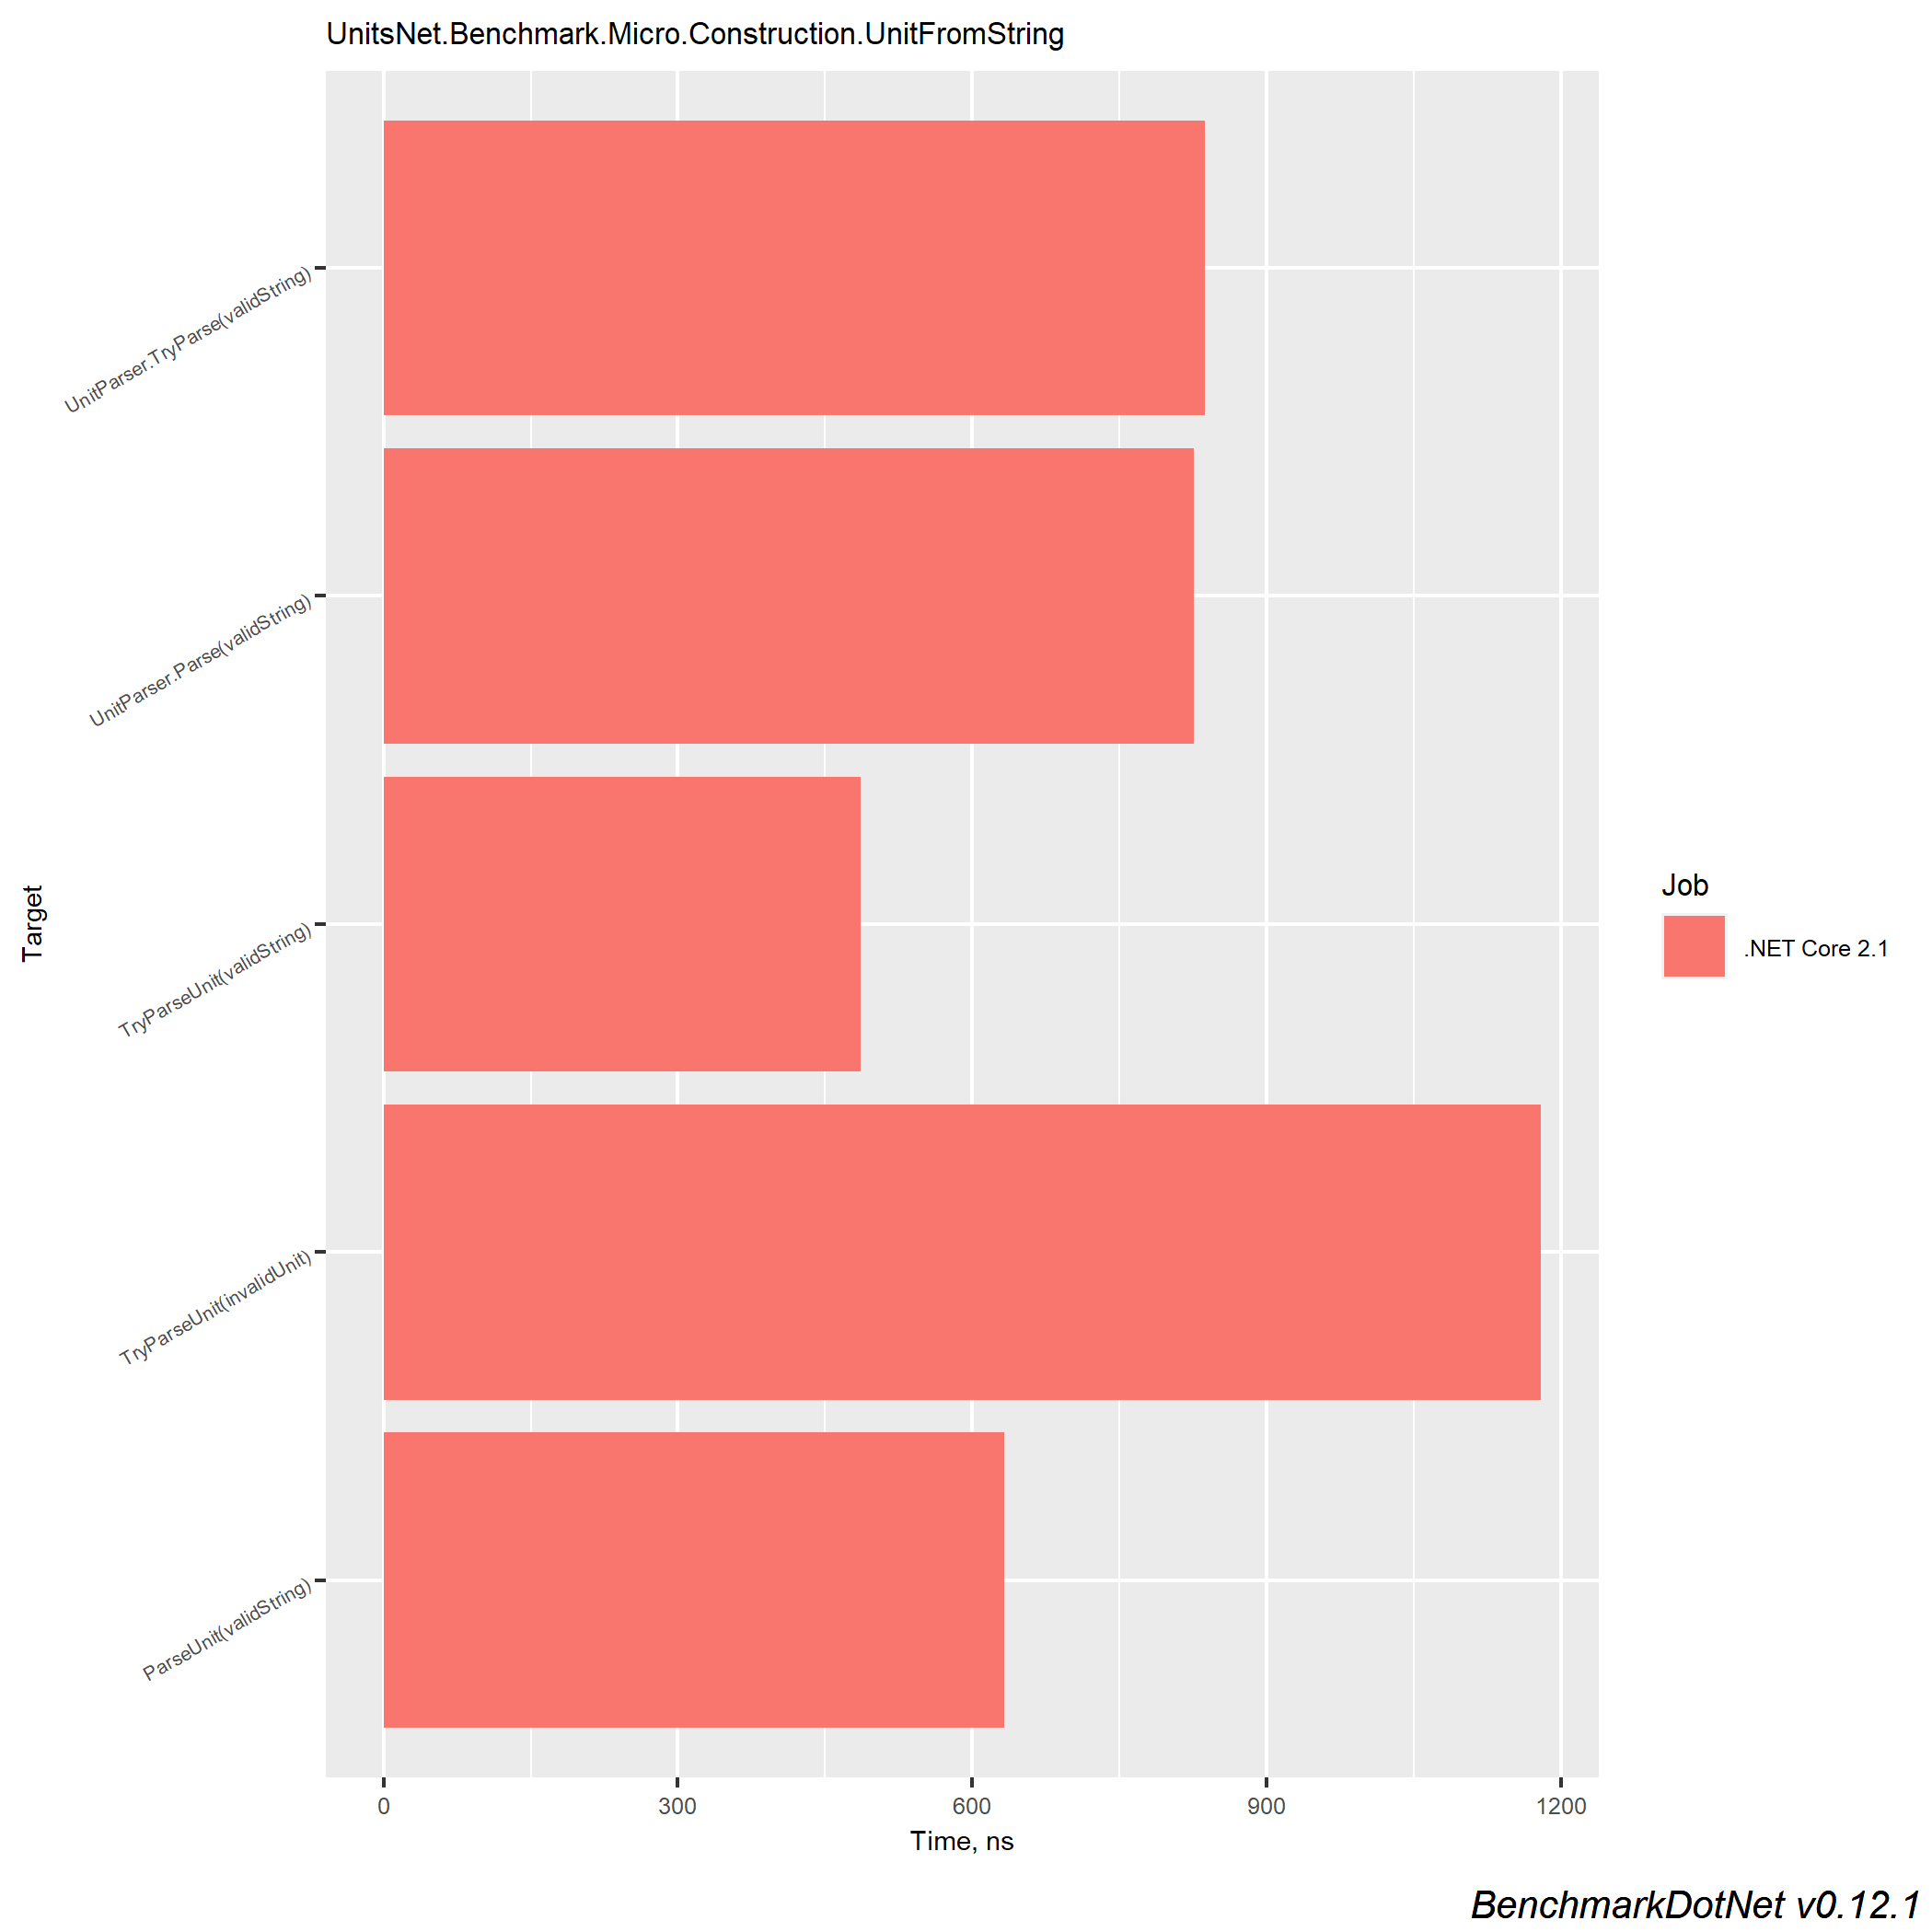 UnitsNet.Benchmark.Micro.Construction.UnitFromString
UnitParser.TryParse(validString)
UnitParser.Parse(validString)
TryParseUnit(validString)
TryParseUnit(invalidUnit)
ParseUnit(validString)
Target
0
300
600
900
1200
Time, ns
Job
.NET Core 2.1
BenchmarkDotNet v0.12.1